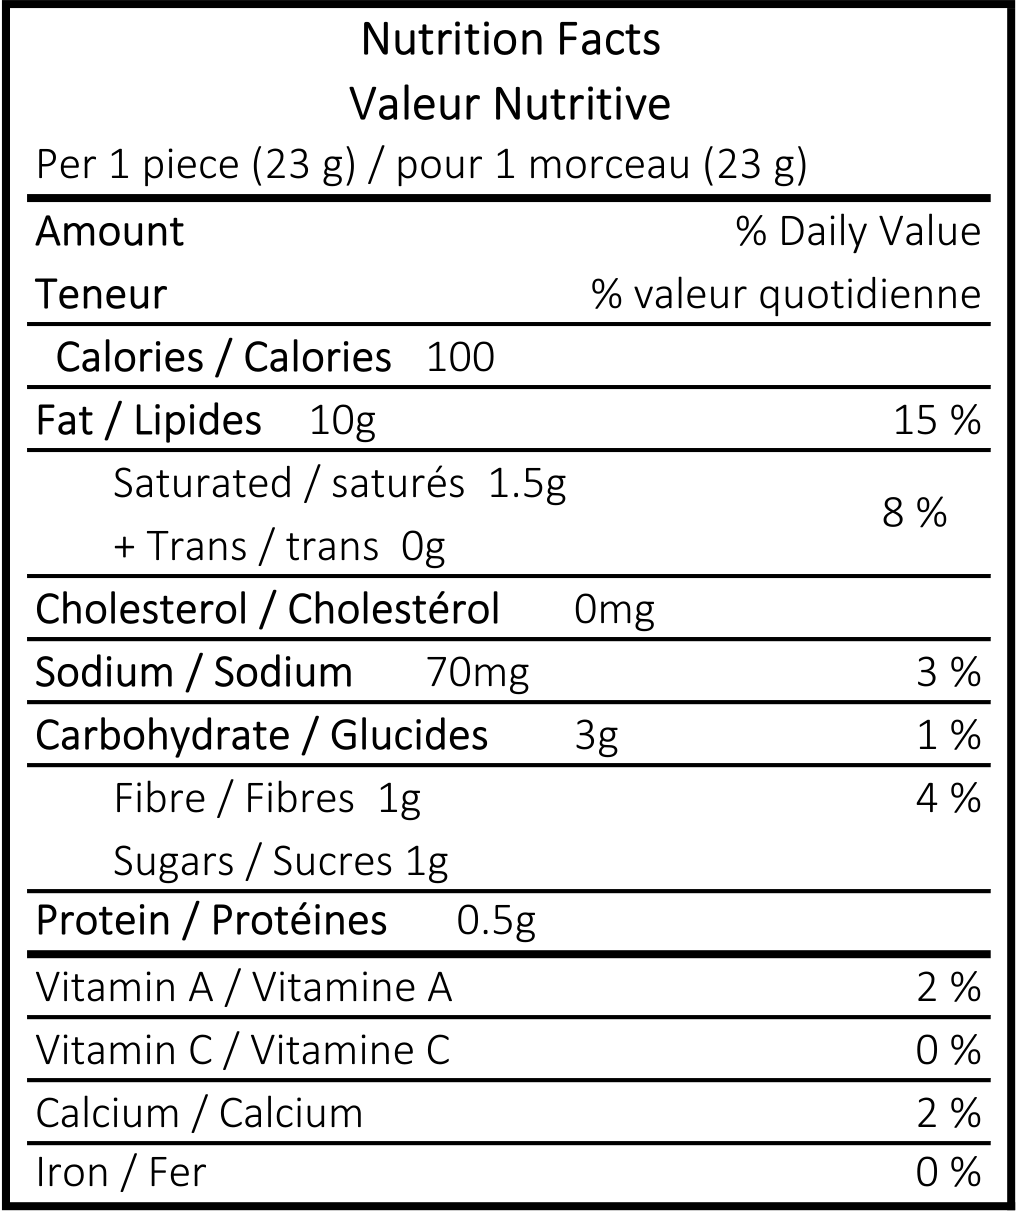 Nutrition Facts
Valeur Nutritive
Per 1 piece (23 g) / pour 1 morceau (23 g)
Amount % Daily Value
Teneur % valeur quotidienne
Calories / Calories 100
Fat / Lipides 10g 15 %
Saturated / saturés 1.5g
8 %
+ Trans / trans 0g
Cholesterol / Cholestérol 0mg
Sodium / Sodium 70mg 3 %
Carbohydrate / Glucides 3g 1 %
Fibre / Fibres 1g 4 %
Sugars / Sucres 1g
Protein / Protéines 0.5g
Vitamin A / Vitamine A 2 %
Vitamin C / Vitamine C 0 %
Calcium / Calcium 2 %
Iron / Fer 0 %